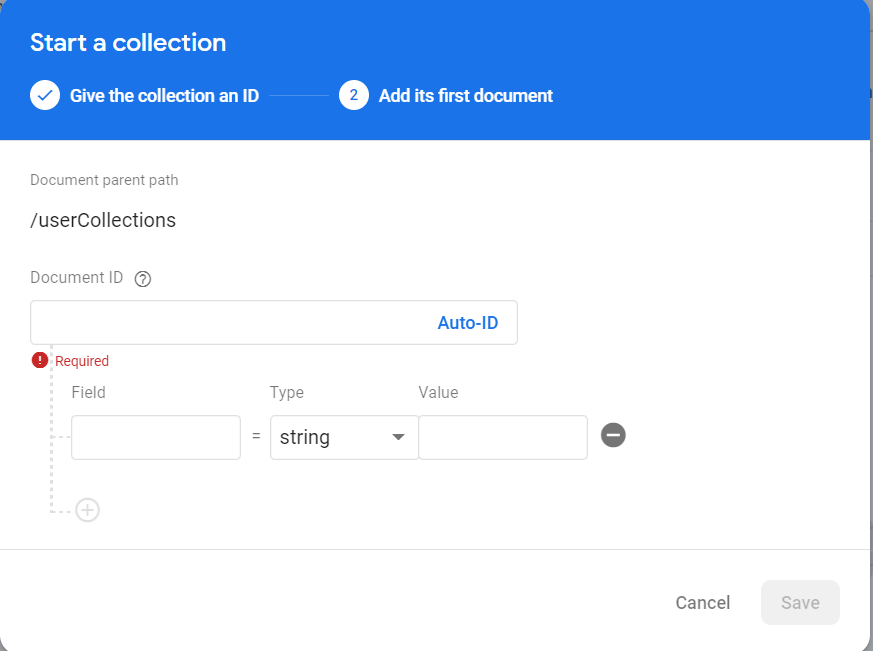 Start a collection
Give the collection an ID 2 Add its first document
Document parent path
/userCollections
Document ID ?
Auto-ID
! Required
Field Type Value
= string
Cancel Save